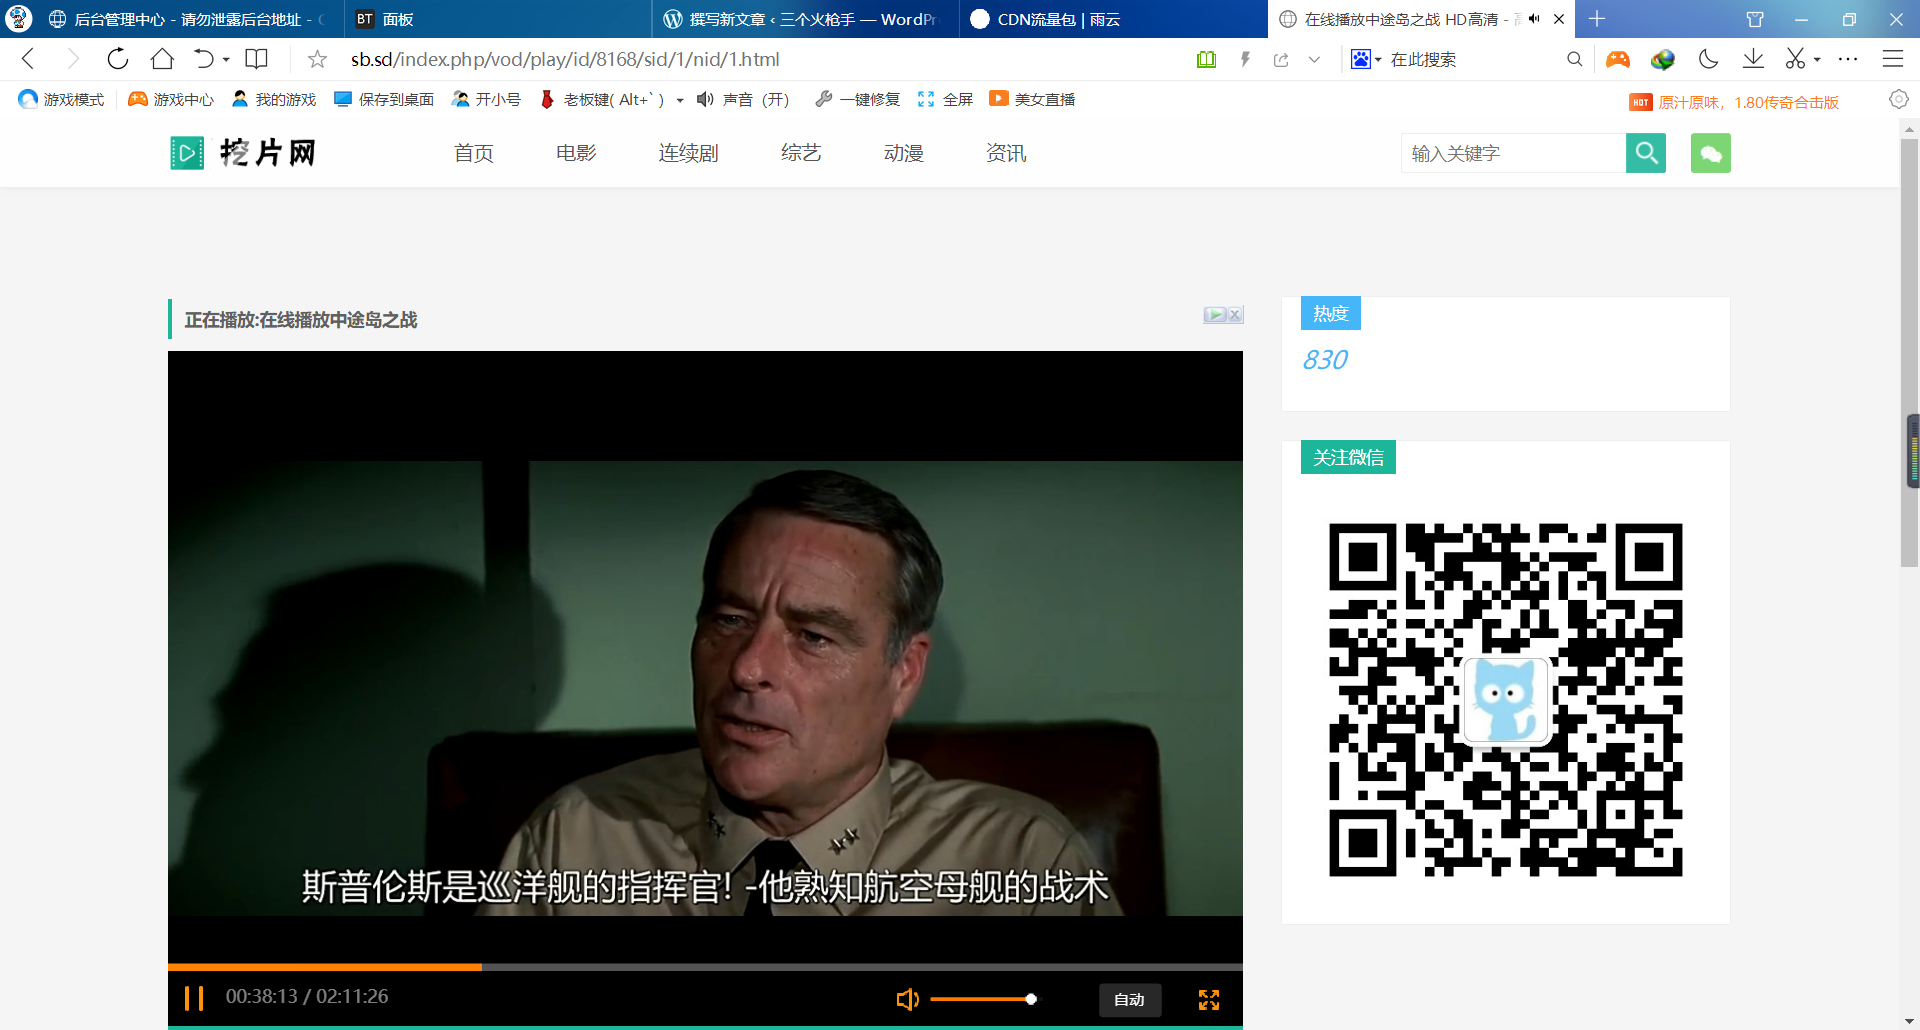 后台管理中心 - 请勿泄露后台地址 -
BT 面板
撰写新文章 ‹ 三个火枪手 — WordPr
CDN流量包 | 雨云
在线播放中途岛之战 HD高清 -
sb.sd/index.php/vod/play/id/8168/sid/1/nid/1.html
在此搜索
游戏模式
游戏中心
我的游戏
保存到桌面
开小号
老板键( Alt+` )
声音（开）
一键修复
全屏
美女直播
HOT 原汁原味，1.80传奇合击版
挖片网
首页
电影
连续剧
综艺
动漫
资讯
输入关键字
正在播放:在线播放中途岛之战
热度
830
关注微信
斯普伦斯是巡洋舰的指挥官! -他熟知航空母舰的战术
00:38:13 / 02:11:26
自动